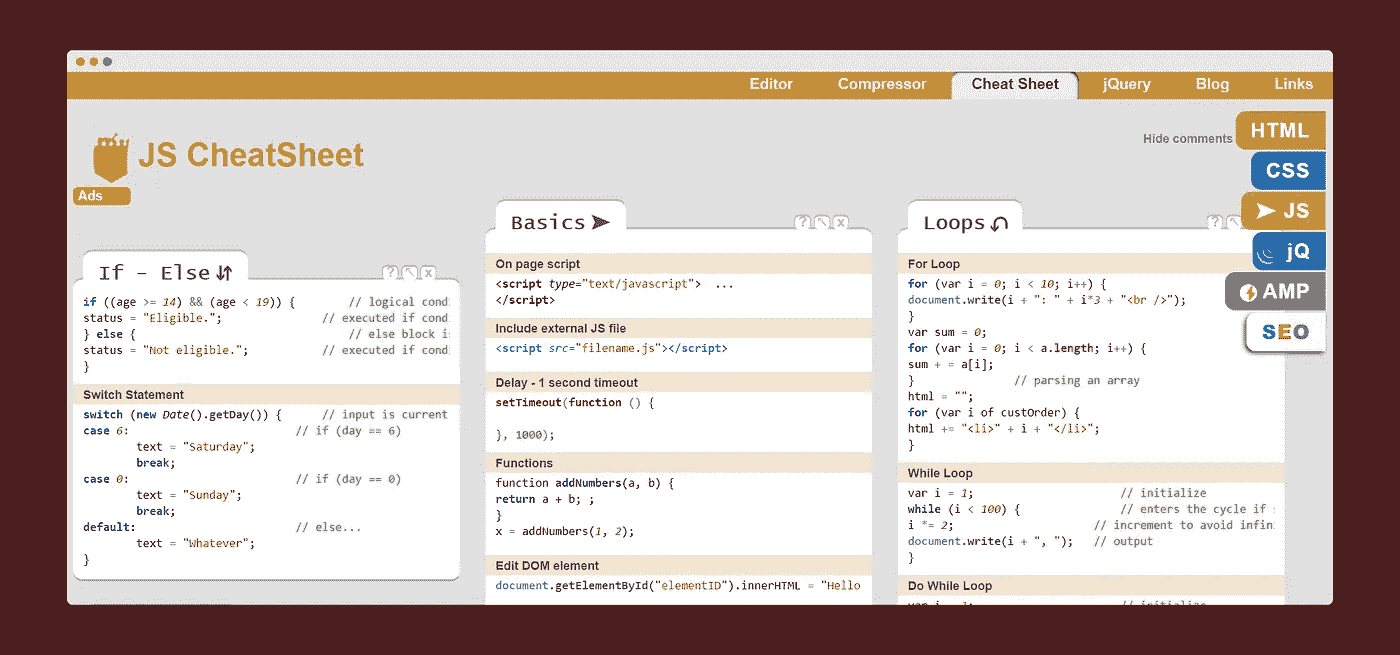 Editor Compressor Cheat Sheet jQuery Blog Links
JS CheatSheet
Ads
Hide comments
HTML
CSS
JS
jQ
AMP
SEO
If - Else
? x
if ((age >= 14) && (age < 19)) { // logical cond
status = "Eligible."; // executed if cond
} else { // else block i
status = "Not eligible."; // executed if cond
}
Switch Statement
switch (new Date().getDay()) { // input is current
case 6: // if (day == 6)
text = "Saturday";
break;
case 0: // if (day == 0)
text = "Sunday";
break;
default: // else...
text = "Whatever";
}
Basics
? x
On page script
<script type="text/javascript"> ...
</script>
Include external JS file
<script src="filename.js"></script>
Delay - 1 second timeout
setTimeout(function () {
}, 1000);
Functions
function addNumbers(a, b) {
return a + b; ;
}
x = addNumbers(1, 2);
Edit DOM element
document.getElementById("elementID").innerHTML = "Hello
Loops
?
For Loop
for (var i = 0; i < 10; i++) {
document.write(i + ": " + i*3 + "<br />");
}
var sum = 0;
for (var i = 0; i < a.length; i++) {
sum + = a[i];
} // parsing an array
html = "";
for (var i of custOrder) {
html += "<li>" + i + "</li>";
}
While Loop
var i = 1; // initialize
while (i < 100) { // enters the cycle if
i *= 2; // increment to avoid infin
document.write(i + ", "); // output
}
Do While Loop
var i = 1; // initialize